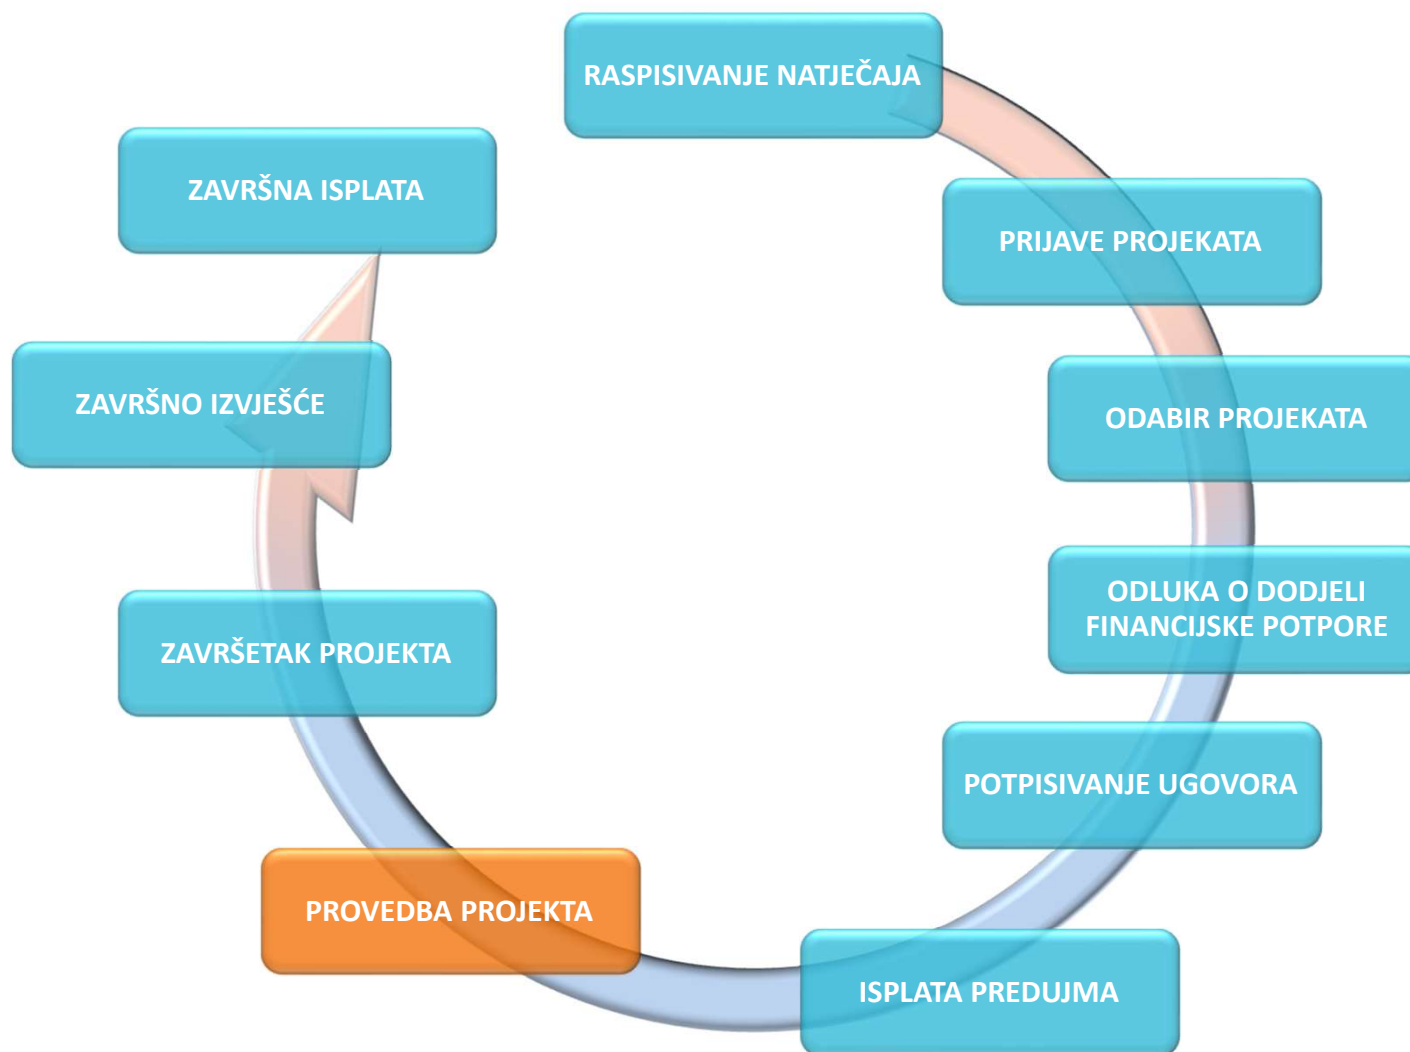 RASPISIVANJE NATJEČAJA
PRIJAVE PROJEKATA
ODABIR PROJEKATA
ODLUKA O DODJELI
FINANCIJSKE POTPORE
POTPISIVANJE UGOVORA
ISPLATA PREDUJMA
PROVEDBA PROJEKTA
ZAVRŠETAK PROJEKTA
ZAVRŠNO IZVJEŠĆE
ZAVRŠNA ISPLATA